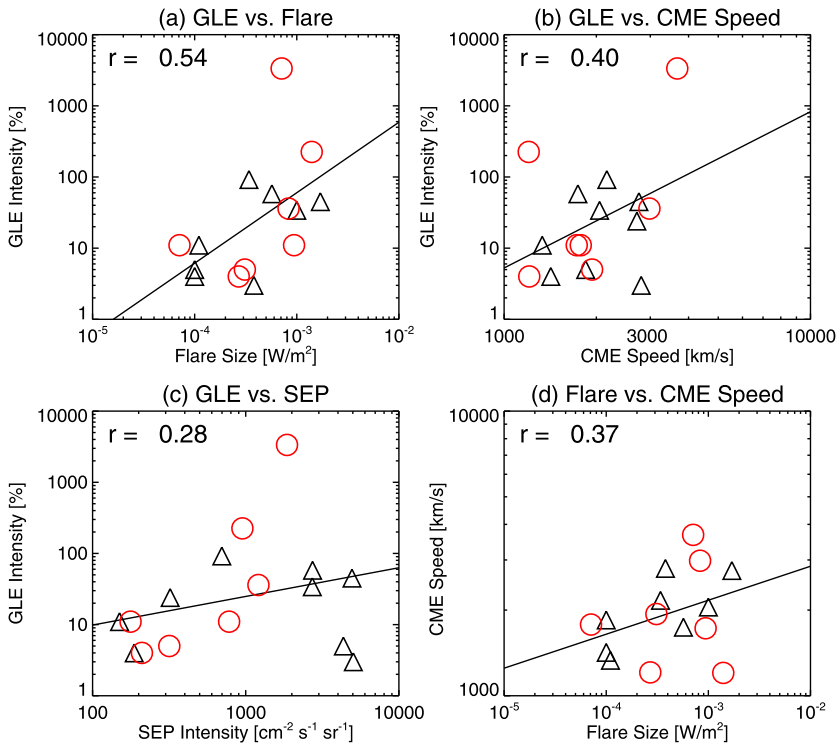 (a) GLE vs. Flare
r = 0.54
10000
1000
100
10
1
GLE Intensity [%]
10⁻⁵ 10⁻⁴ 10⁻³ 10⁻²
Flare Size [W/m²]
(b) GLE vs. CME Speed
r = 0.40
10000
1000
100
10
1
GLE Intensity [%]
1000 3000 10000
CME Speed [km/s]
(c) GLE vs. SEP
r = 0.28
10000
1000
100
10
1
GLE Intensity [%]
100 1000 10000
SEP Intensity [cm⁻² s⁻¹ sr⁻¹]
(d) Flare vs. CME Speed
r = 0.37
10000
1000
CME Speed [km/s]
10⁻⁵ 10⁻⁴ 10⁻³ 10⁻²
Flare Size [W/m²]